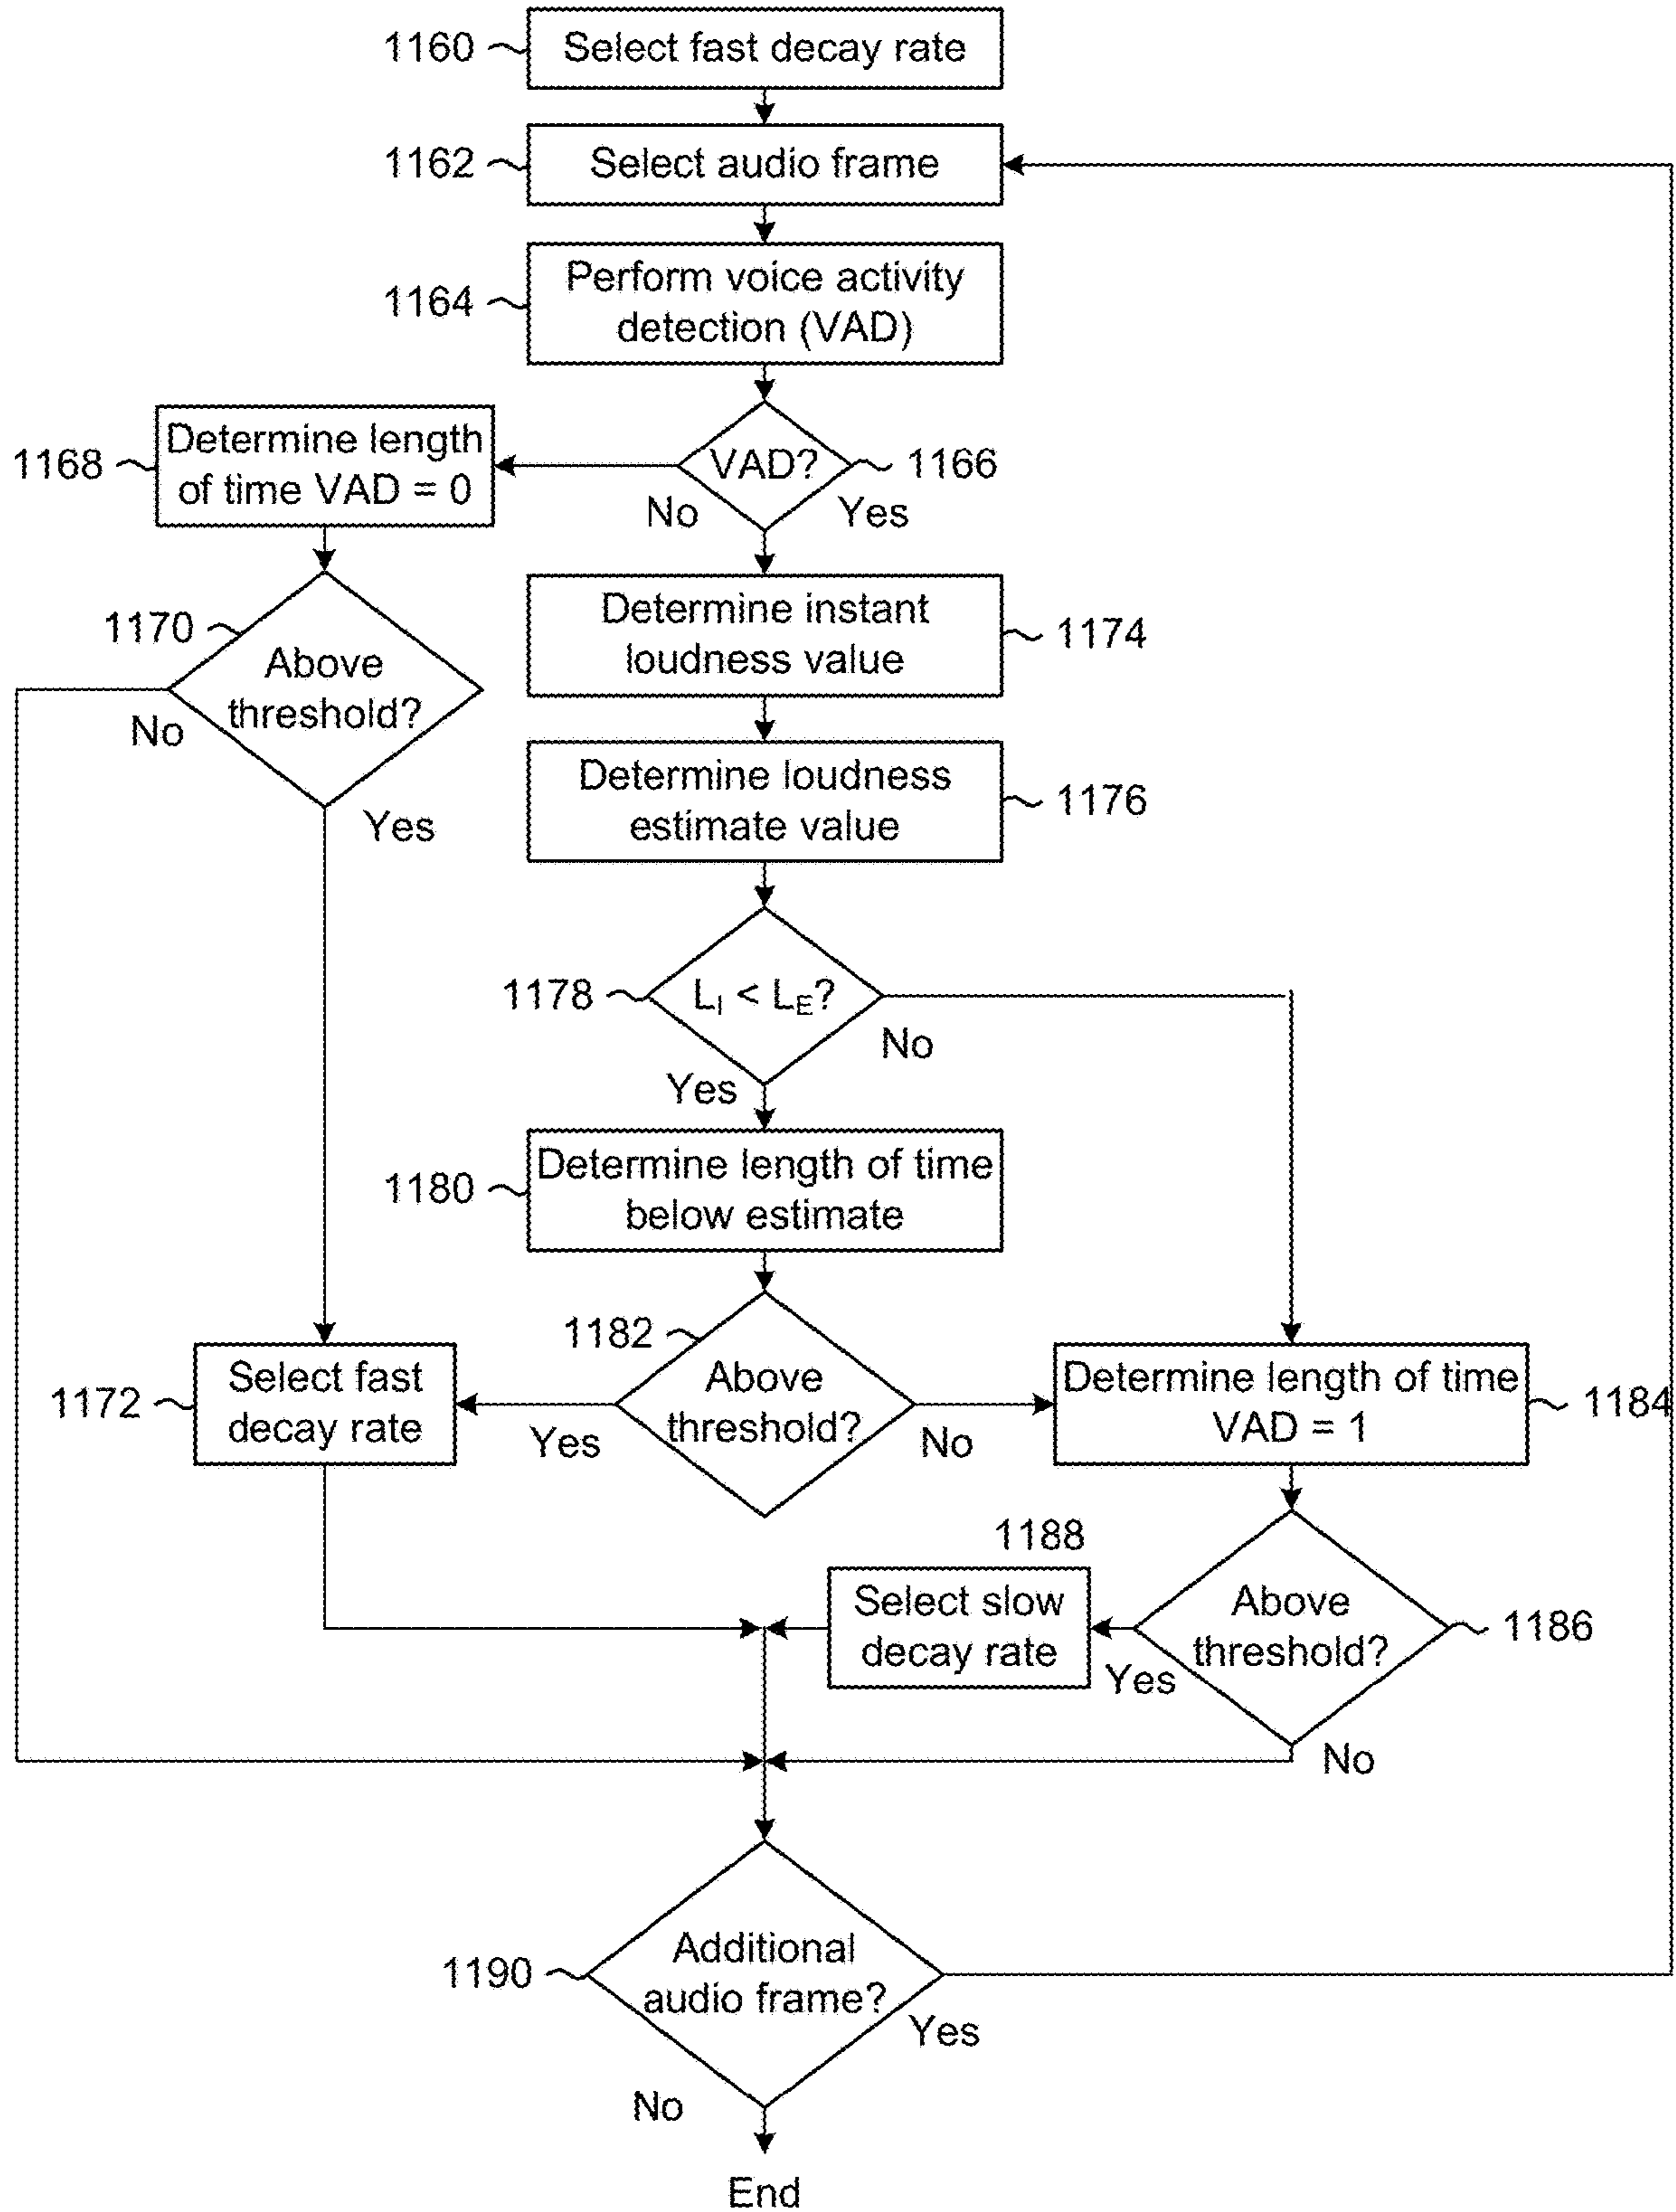 1160
Select fast decay rate
1162
Select audio frame
1164
Perform voice activity
detection (VAD)
1168
Determine length
of time VAD = 0
VAD?
1166
No
Yes
1170
Above
threshold?
No
Yes
Determine instant
loudness value
1174
Determine loudness
estimate value
1176
1178
L_I < L_E?
No
Yes
1180
Determine length of time
below estimate
1172
Select fast
decay rate
1182
Above
threshold?
Yes
No
Determine length of time
VAD = 1
1184
1188
Select slow
decay rate
Above
threshold?
1186
Yes
No
1190
Additional
audio frame?
Yes
No
End